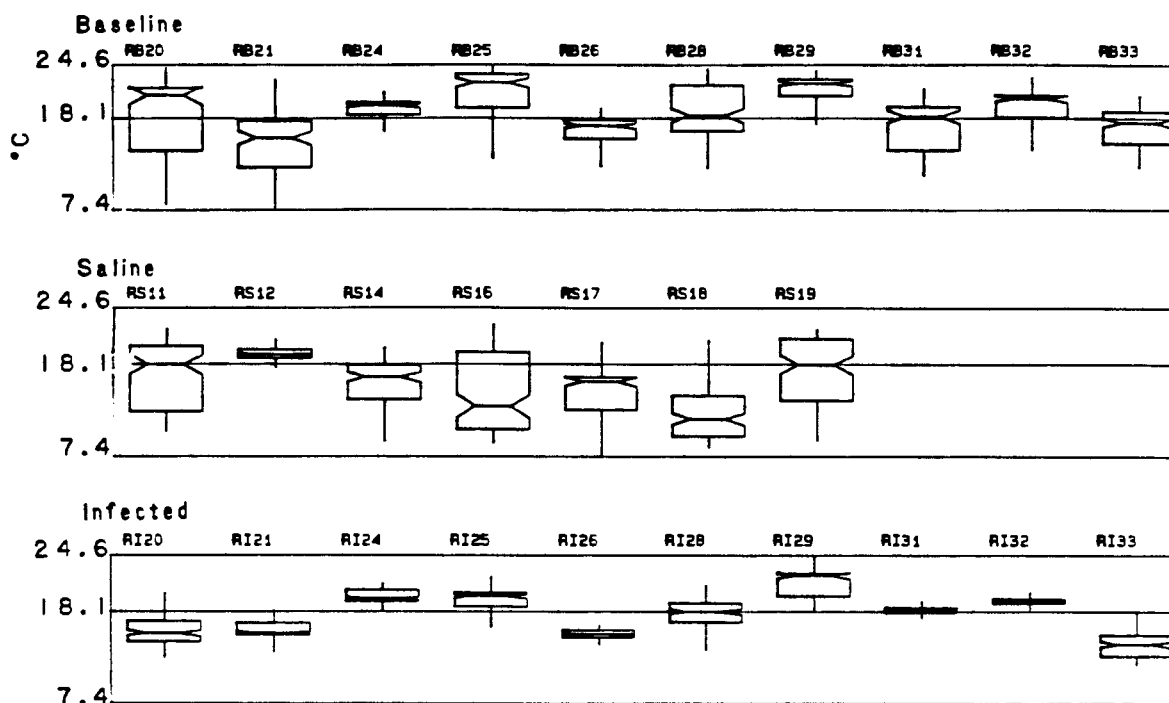 Baseline
RB20 RB21 RB24 RB25 RB26 RB28 RB29 RB31 RB32 RB33
24.6
18.1
°C
7.4
Saline
RS11 RS12 RS14 RS16 RS17 RS18 RS19
24.6
18.1
7.4
Infected
RI20 RI21 RI24 RI25 RI26 RI28 RI29 RI31 RI32 RI33
24.6
18.1
7.4